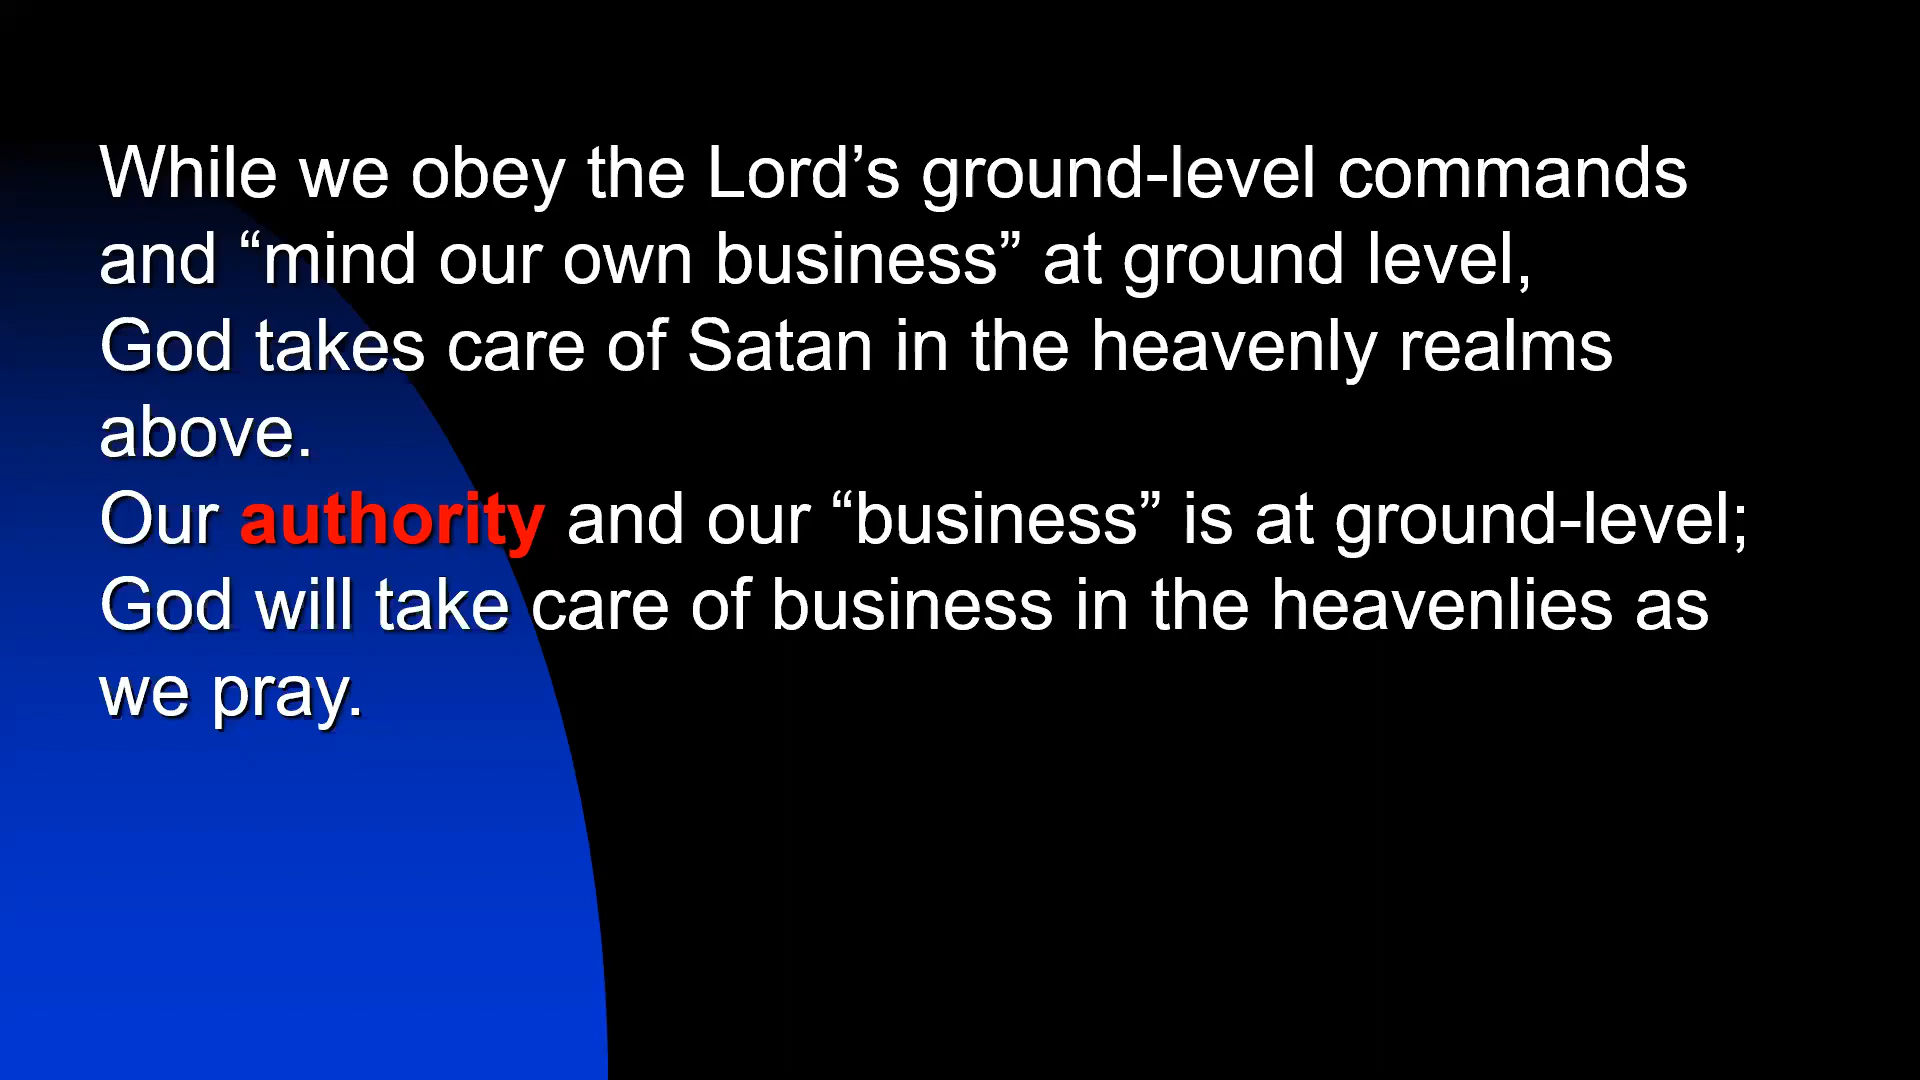 While we obey the Lord’s ground-level commands
and “mind our own business” at ground level,
God takes care of Satan in the heavenly realms
above.
Our authority and our “business” is at ground-level;
God will take care of business in the heavenlies as
we pray.